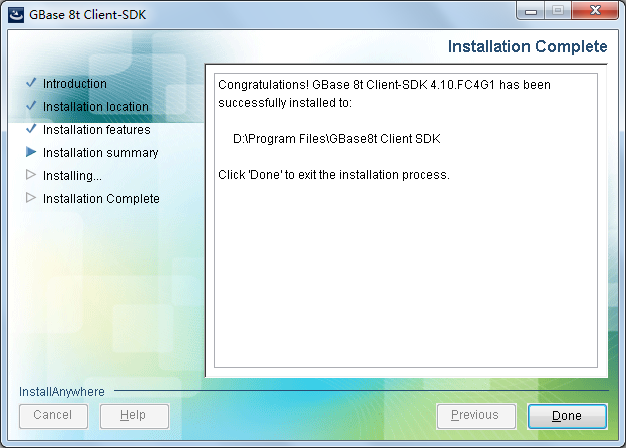 GBase 8t Client-SDK
Installation Complete
Introduction
Installation location
Installation features
Installation summary
Installing...
Installation Complete
Congratulations! GBase 8t Client-SDK 4.10.FC4G1 has been
successfully installed to:
D:\Program Files\GBase8t Client SDK
Click 'Done' to exit the installation process.
InstallAnywhere
Cancel
Help
Previous
Done